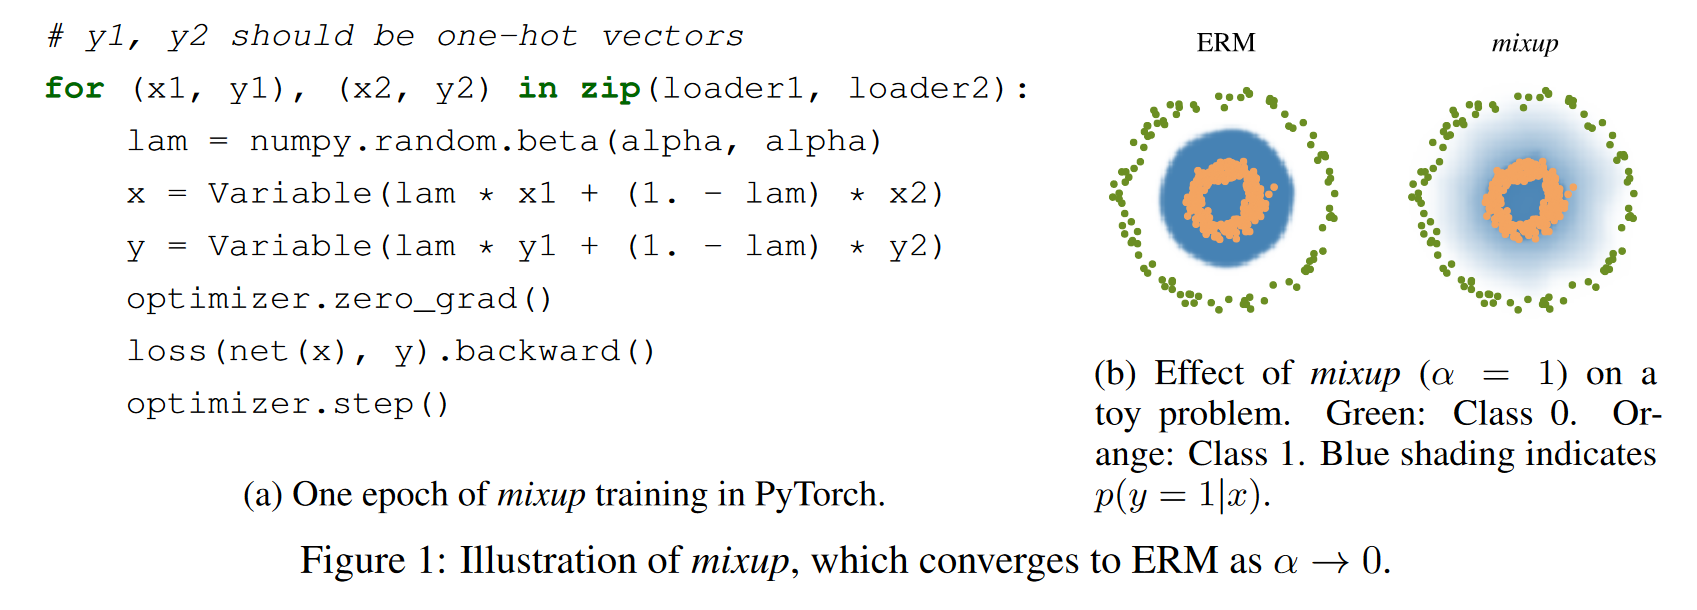 # y1, y2 should be one-hot vectors
for (x1, y1), (x2, y2) in zip(loader1, loader2):
    lam = numpy.random.beta(alpha, alpha)
    x = Variable(lam * x1 + (1. - lam) * x2)
    y = Variable(lam * y1 + (1. - lam) * y2)
    optimizer.zero_grad()
    loss(net(x), y).backward()
    optimizer.step()
(a) One epoch of mixup training in PyTorch.
ERM
mixup
(b) Effect of mixup (α = 1) on a
toy problem. Green: Class 0. Or-
ange: Class 1. Blue shading indicates
p(y = 1|x).
Figure 1: Illustration of mixup, which converges to ERM as α → 0.